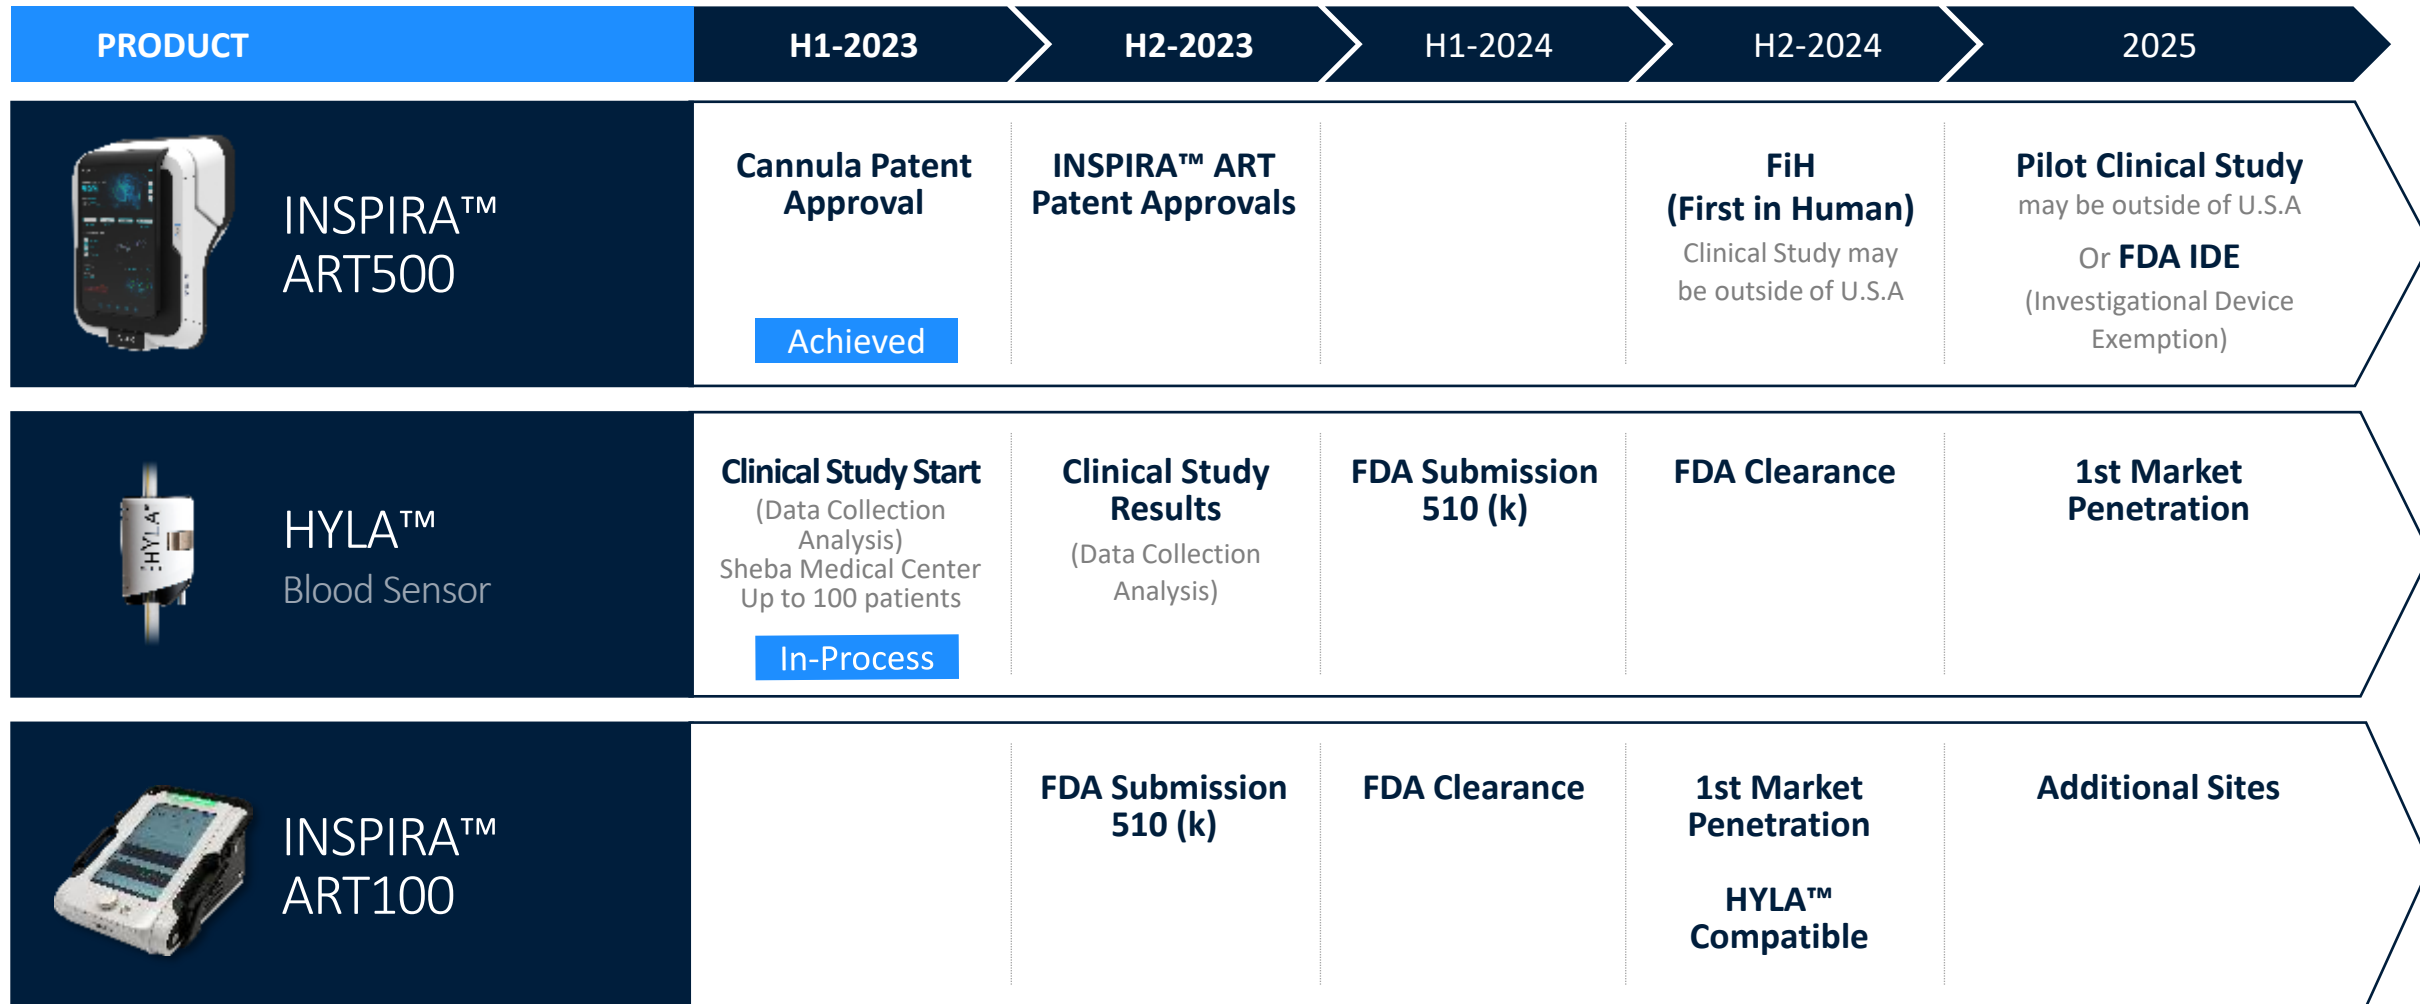 PRODUCT
H1-2023
H2-2023
H1-2024
H2-2024
2025
INSPIRA™
ART500
Cannula Patent
Approval
Achieved
INSPIRA™ ART
Patent Approvals
FiH
(First in Human)
Clinical Study may
be outside of U.S.A
Pilot Clinical Study
may be outside of U.S.A
Or FDA IDE
(Investigational Device
Exemption)
HYLA
HYLA™
Blood Sensor
Clinical Study Start
(Data Collection
Analysis)
Sheba Medical Center
Up to 100 patients
In-Process
Clinical Study
Results
(Data Collection
Analysis)
FDA Submission
510 (k)
FDA Clearance
1st Market
Penetration
INSPIRA™
ART100
FDA Submission
510 (k)
FDA Clearance
1st Market
Penetration
HYLA™
Compatible
Additional Sites